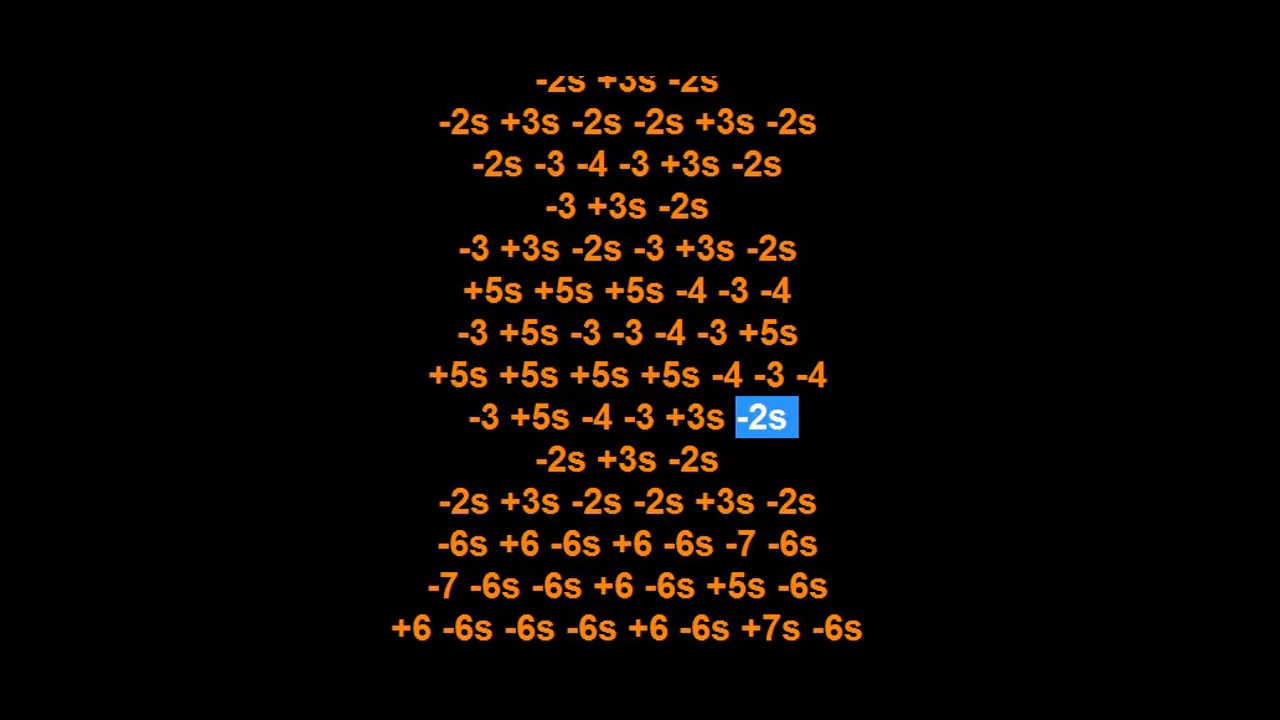 -2s +3s -2s
-2s +3s -2s -2s +3s -2s
-2s -3 -4 -3 +3s -2s
-3 +3s -2s
-3 +3s -2s -3 +3s -2s
+5s +5s +5s -4 -3 -4
-3 +5s -3 -3 -4 -3 +5s
+5s +5s +5s +5s -4 -3 -4
-3 +5s -4 -3 +3s -2s
-2s +3s -2s
-2s +3s -2s -2s +3s -2s
-6s +6 -6s +6 -6s -7 -6s
-7 -6s -6s +6 -6s +5s -6s
+6 -6s -6s -6s +6 -6s +7s -6s